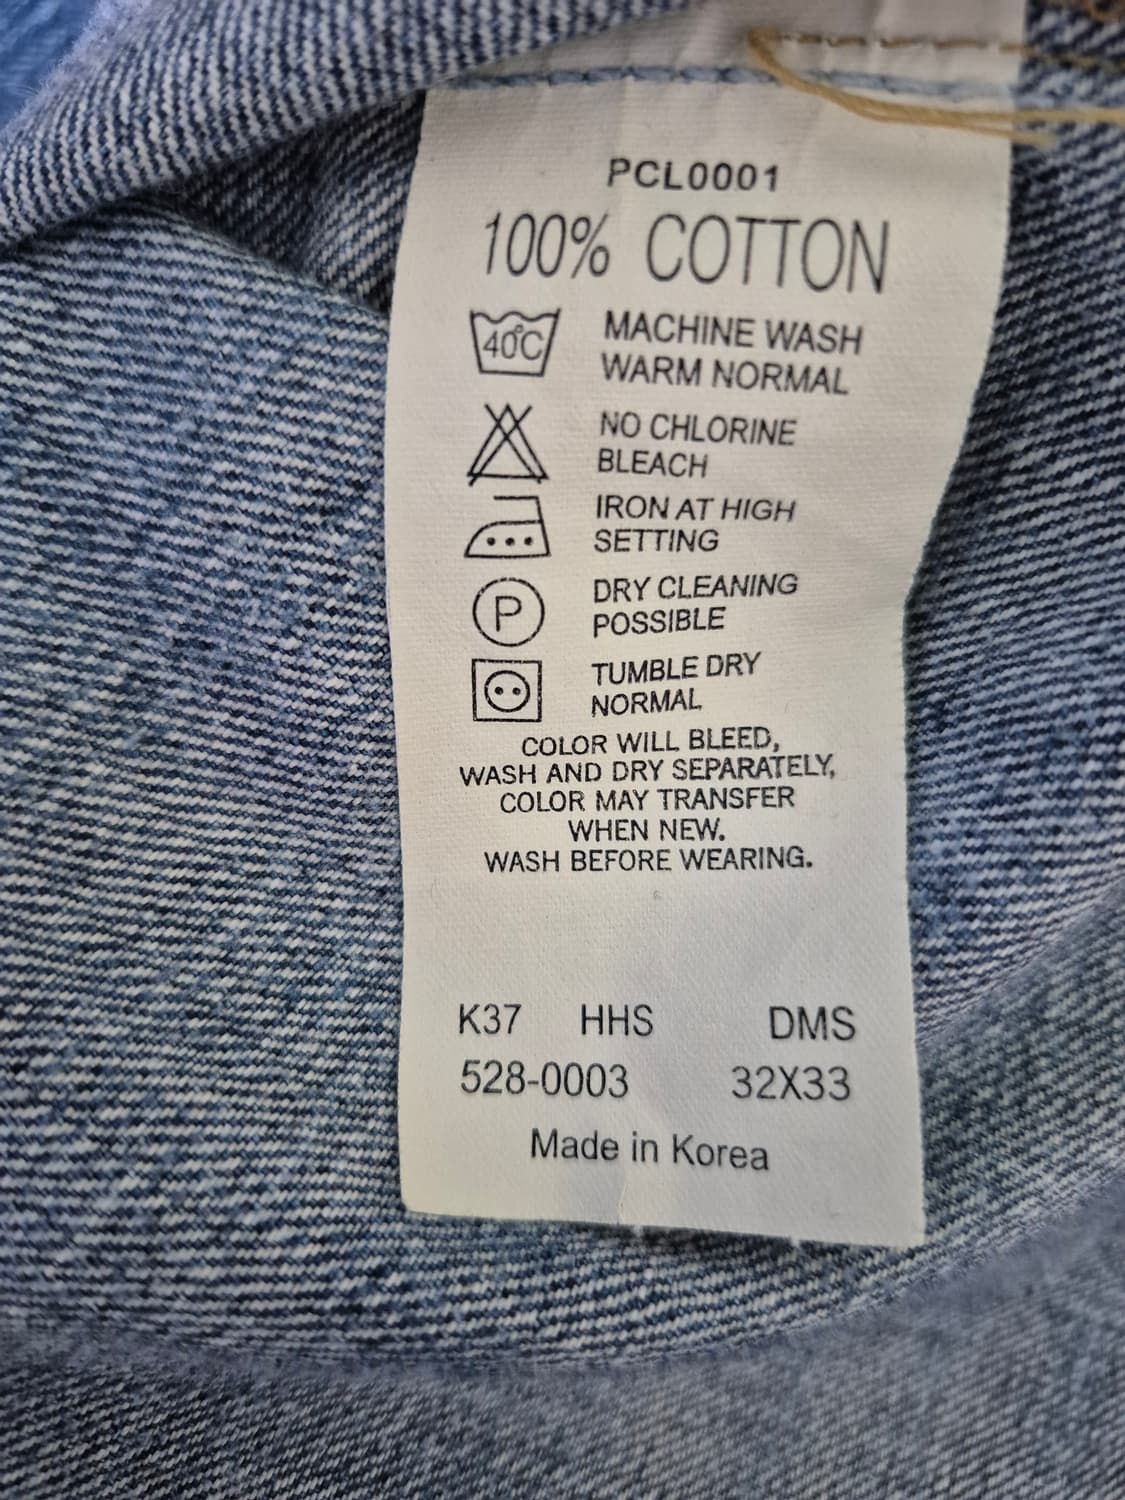 PCL0001
100% COTTON
40°C MACHINE WASH
WARM NORMAL
NO CHLORINE
BLEACH
IRON AT HIGH
SETTING
P DRY CLEANING
POSSIBLE
TUMBLE DRY
NORMAL
COLOR WILL BLEED,
WASH AND DRY SEPARATELY,
COLOR MAY TRANSFER
WHEN NEW.
WASH BEFORE WEARING.
K37 HHS DMS
528-0003 32X33
Made in Korea